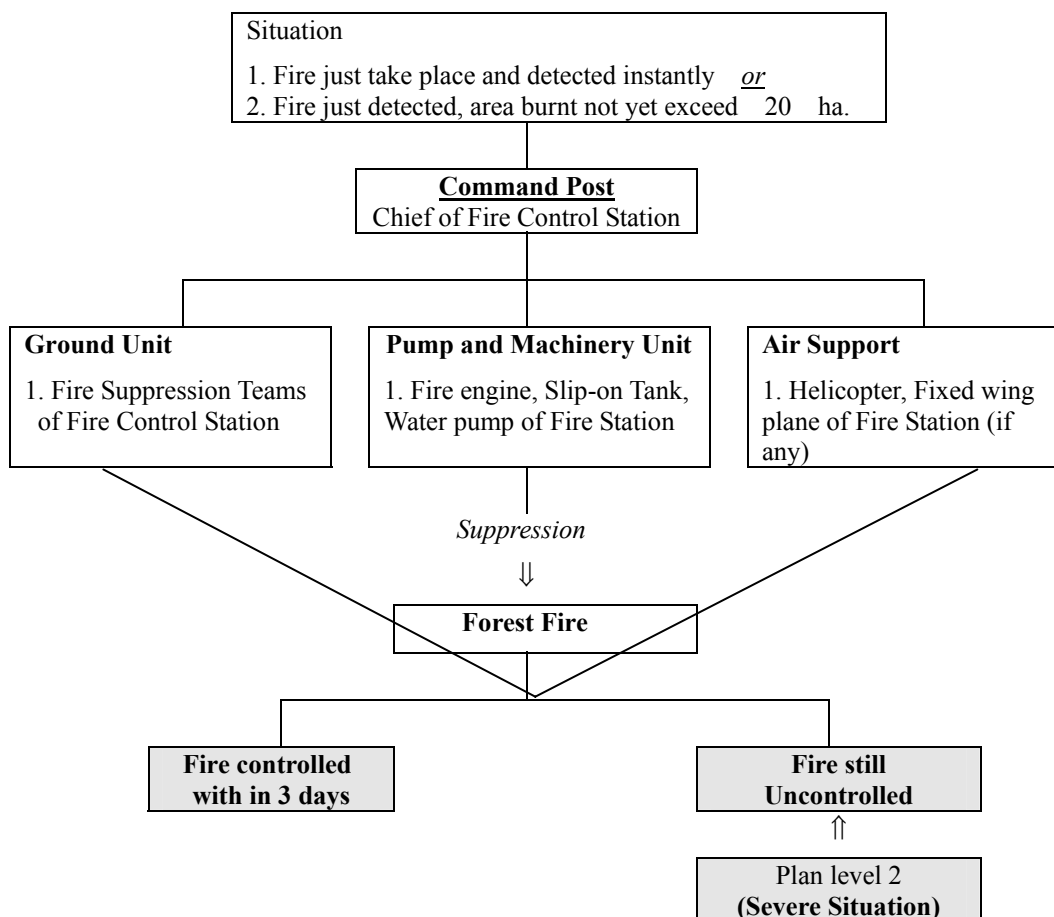 Situation
1. Fire just take place and detected instantly or
2. Fire just detected, area burnt not yet exceed 20 ha.
Command Post
Chief of Fire Control Station
Ground Unit
1. Fire Suppression Teams
of Fire Control Station
Pump and Machinery Unit
1. Fire engine, Slip-on Tank,
Water pump of Fire Station
Air Support
1. Helicopter, Fixed wing
plane of Fire Station (if
any)
Suppression
⇓
Forest Fire
Fire controlled
with in 3 days
Fire still
Uncontrolled
⇑
Plan level 2
(Severe Situation)